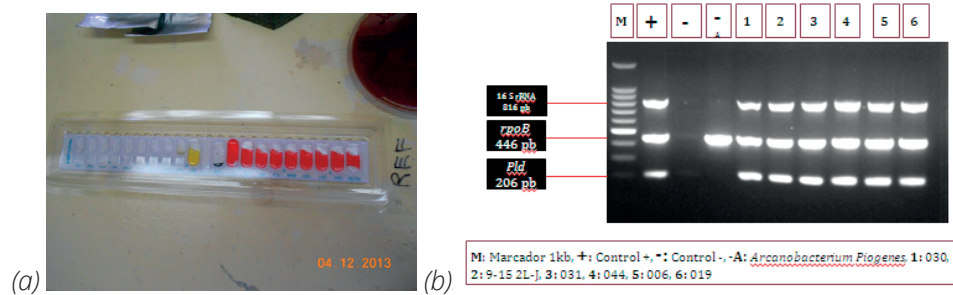 REF
04.12.2013
(a)
M + - - 1 2 3 4 5 6
A
16 S rRNA
816 pb
rpoB
446 pb
Pld
206 pb
(b)
M: Marcador 1kb, +: Control +, -: Control -, -A: Arcanobacterium Piogenes, 1: 030,
2: 9-15 2L-J, 3: 031, 4: 044, 5: 006, 6: 019